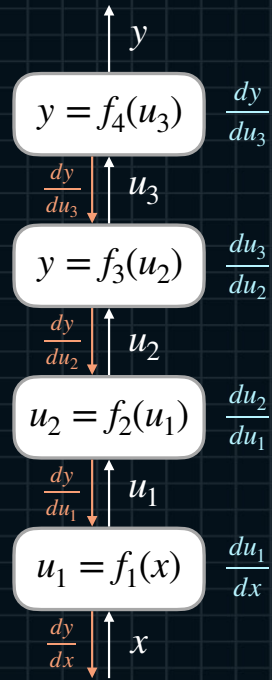 y
y = f₄(u₃)
dy/du₃
dy/du₃
u₃
y = f₃(u₂)
du₃/du₂
dy/du₂
u₂
u₂ = f₂(u₁)
du₂/du₁
dy/du₁
u₁
u₁ = f₁(x)
du₁/dx
dy/dx
x